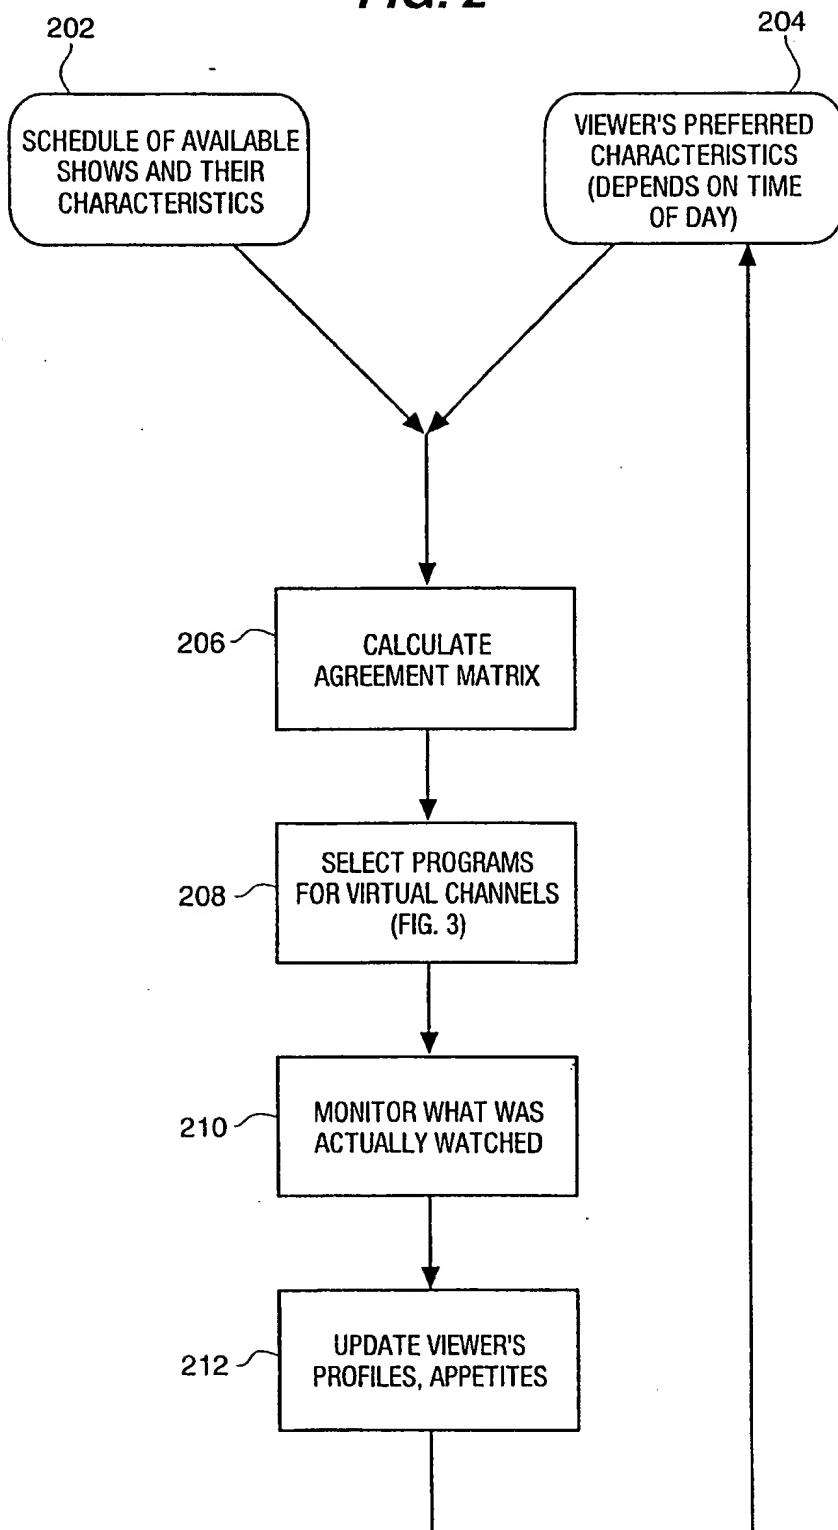 FIG. 2
202
204
SCHEDULE OF AVAILABLE
SHOWS AND THEIR
CHARACTERISTICS
VIEWER'S PREFERRED
CHARACTERISTICS
(DEPENDS ON TIME
OF DAY)
206
CALCULATE
AGREEMENT MATRIX
208
SELECT PROGRAMS
FOR VIRTUAL CHANNELS
(FIG. 3)
210
MONITOR WHAT WAS
ACTUALLY WATCHED
212
UPDATE VIEWER'S
PROFILES, APPETITES